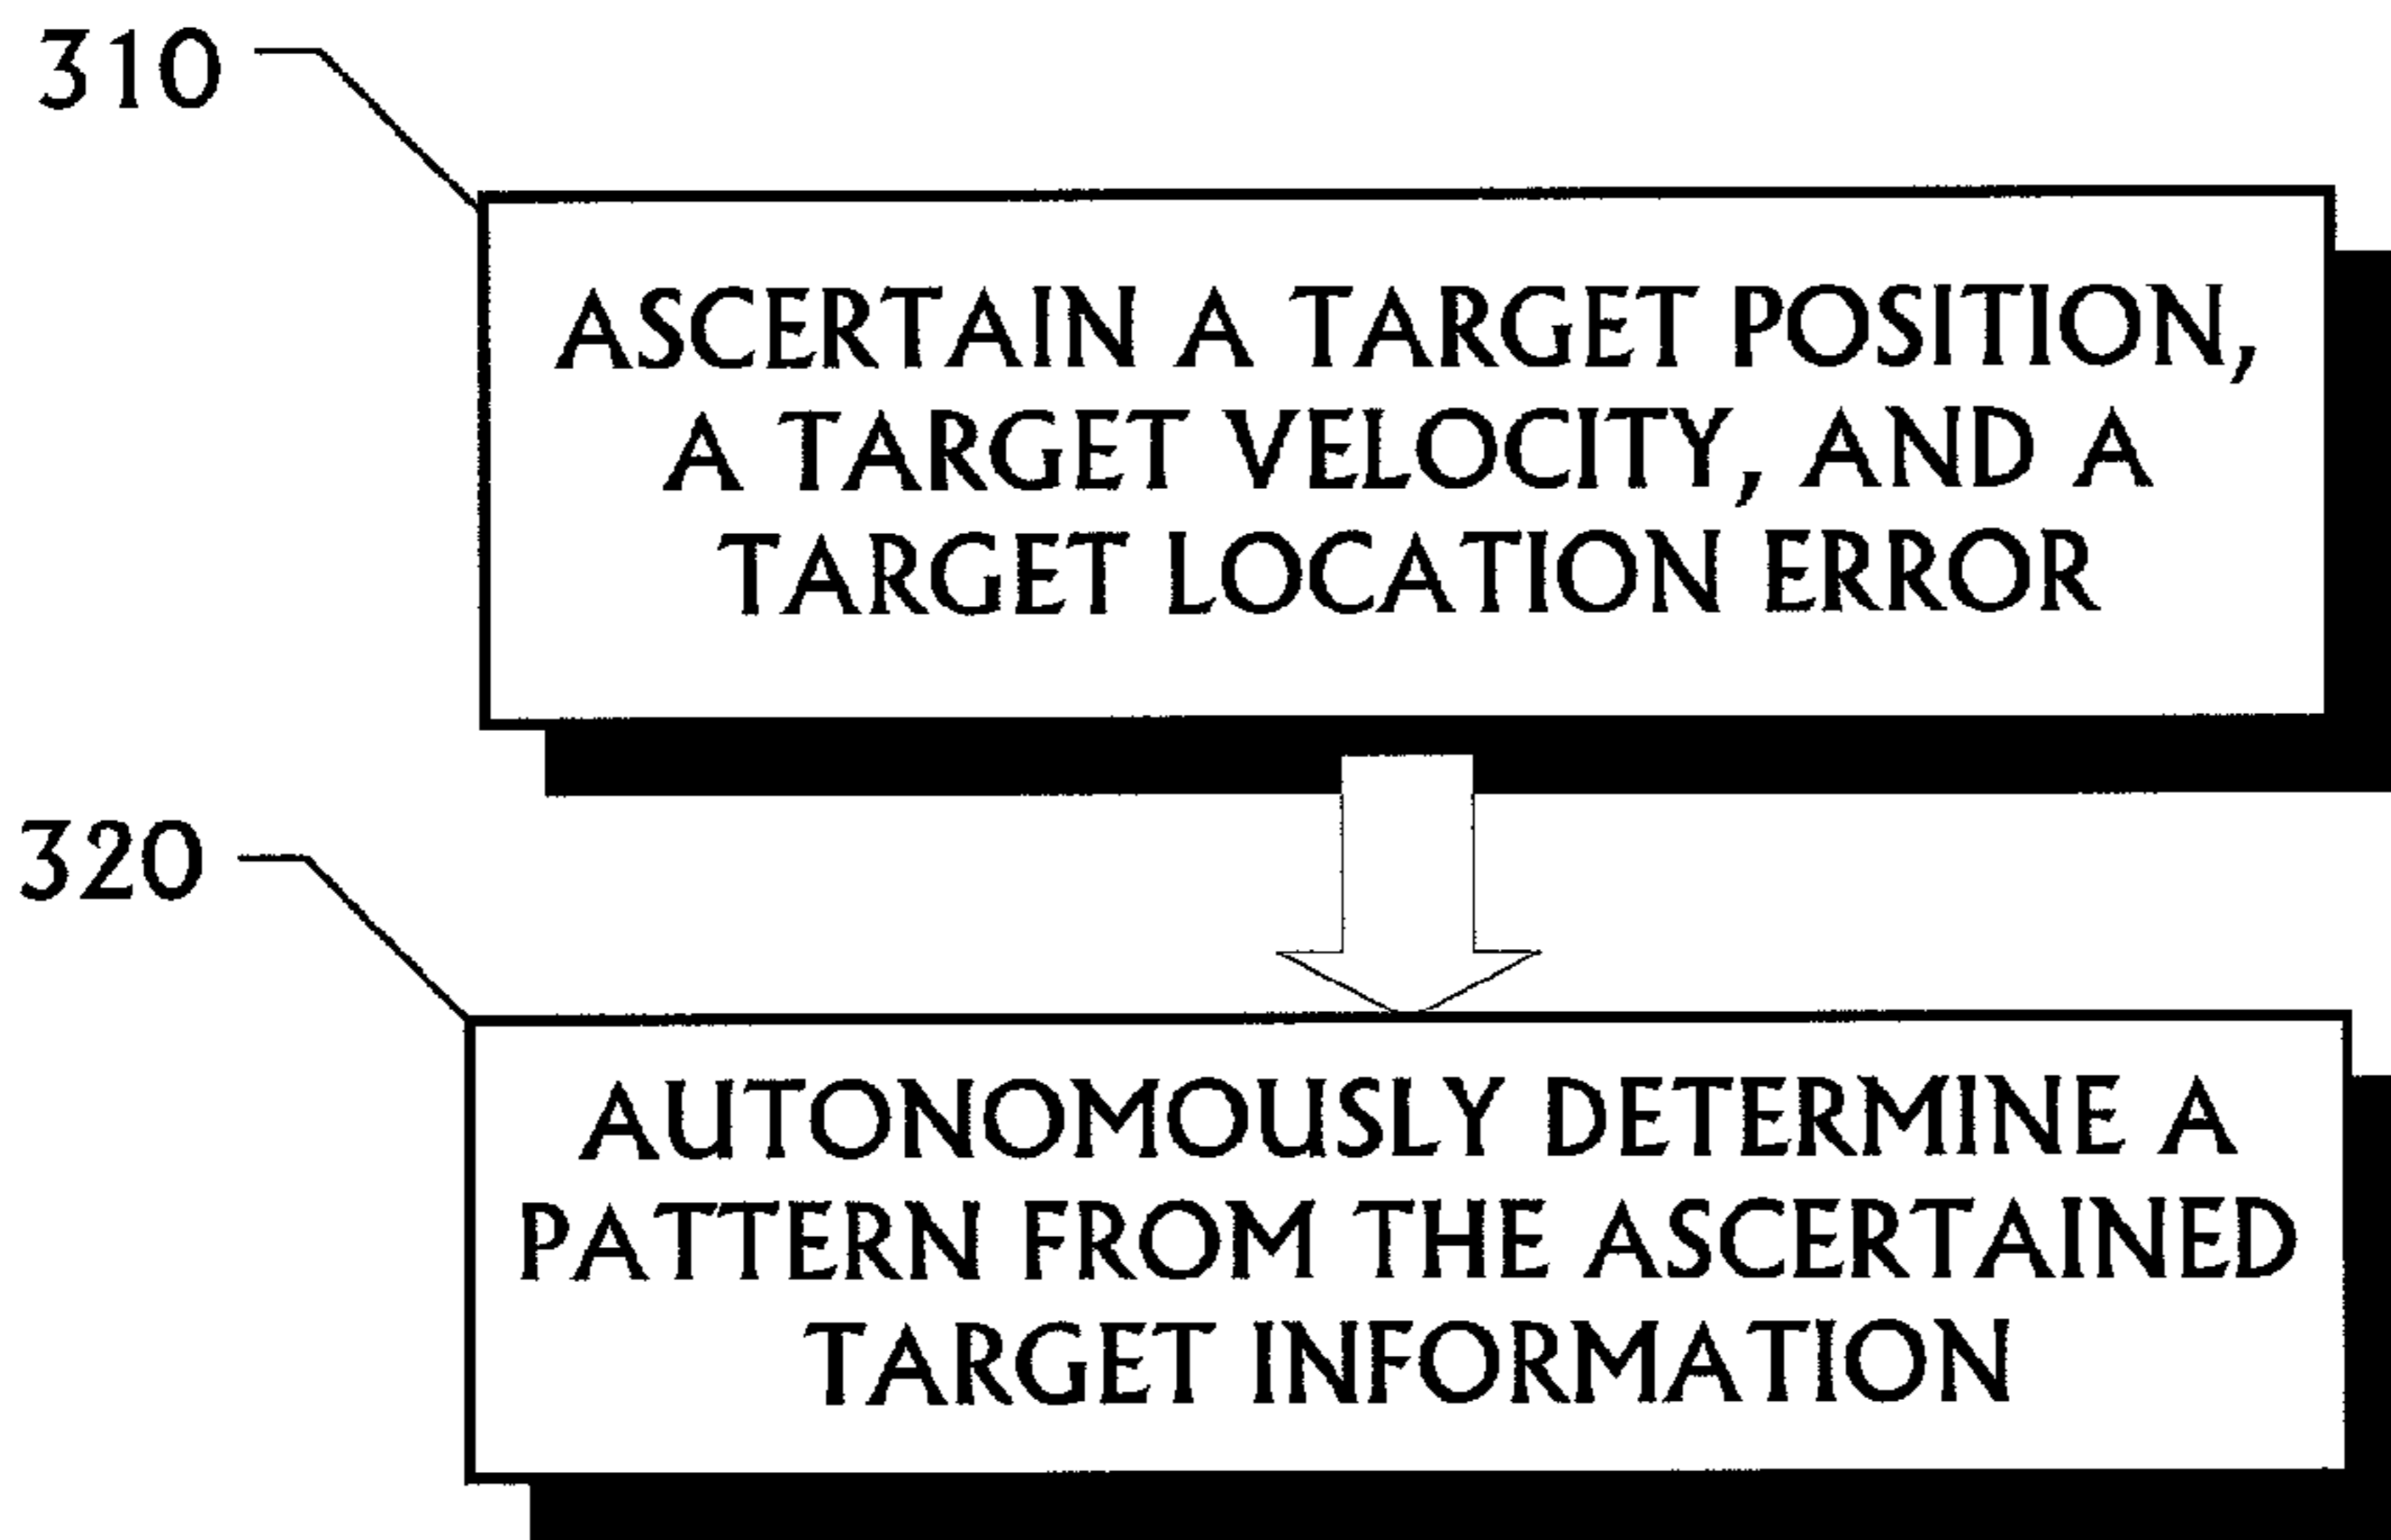 310
ASCERTAIN A TARGET POSITION,
A TARGET VELOCITY, AND A
TARGET LOCATION ERROR
320
AUTONOMOUSLY DETERMINE A
PATTERN FROM THE ASCERTAINED
TARGET INFORMATION